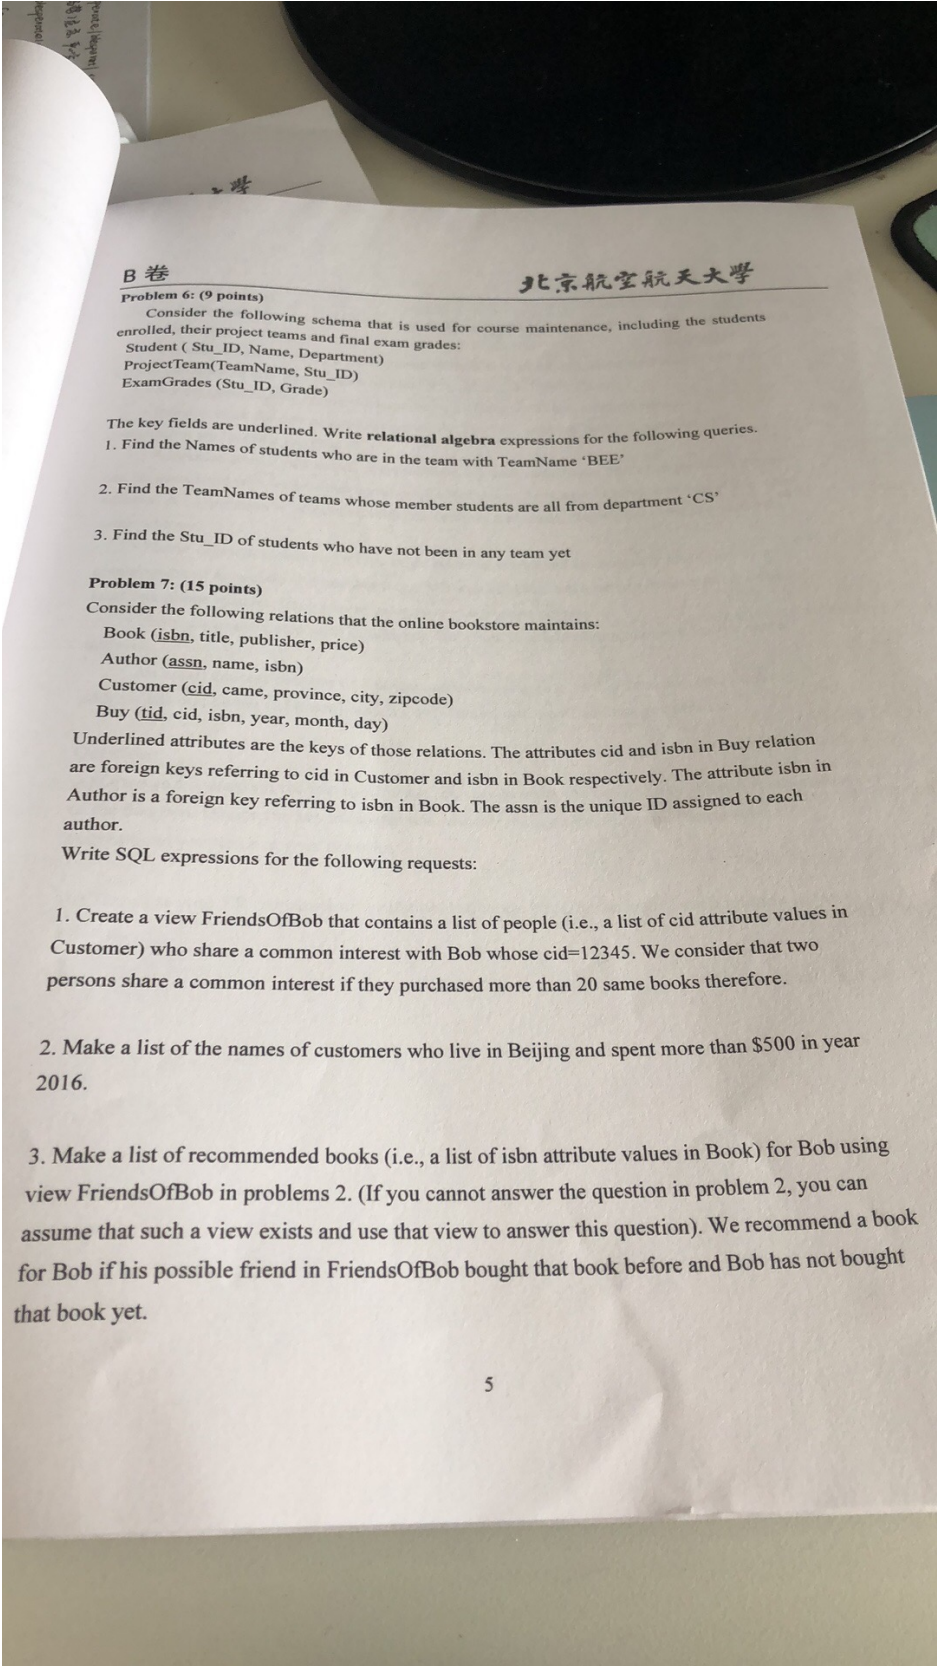 學
B 卷
北京航空航天大學
Problem 6: (9 points)
Consider the following schema that is used for course maintenance, including the students
enrolled, their project teams and final exam grades:
Student ( Stu_ID, Name, Department)
ProjectTeam(TeamName, Stu_ID)
ExamGrades (Stu_ID, Grade)
The key fields are underlined. Write relational algebra expressions for the following queries.
1. Find the Names of students who are in the team with TeamName ‘BEE’
2. Find the TeamNames of teams whose member students are all from department ‘CS’
3. Find the Stu_ID of students who have not been in any team yet
Problem 7: (15 points)
Consider the following relations that the online bookstore maintains:
Book (isbn, title, publisher, price)
Author (assn, name, isbn)
Customer (cid, came, province, city, zipcode)
Buy (tid, cid, isbn, year, month, day)
Underlined attributes are the keys of those relations. The attributes cid and isbn in Buy relation
are foreign keys referring to cid in Customer and isbn in Book respectively. The attribute isbn in
Author is a foreign key referring to isbn in Book. The assn is the unique ID assigned to each
author.
Write SQL expressions for the following requests:
1. Create a view FriendsOfBob that contains a list of people (i.e., a list of cid attribute values in
Customer) who share a common interest with Bob whose cid=12345. We consider that two
persons share a common interest if they purchased more than 20 same books therefore.
2. Make a list of the names of customers who live in Beijing and spent more than $500 in year
2016.
3. Make a list of recommended books (i.e., a list of isbn attribute values in Book) for Bob using
view FriendsOfBob in problems 2. (If you cannot answer the question in problem 2, you can
assume that such a view exists and use that view to answer this question). We recommend a book
for Bob if his possible friend in FriendsOfBob bought that book before and Bob has not bought
that book yet.
5